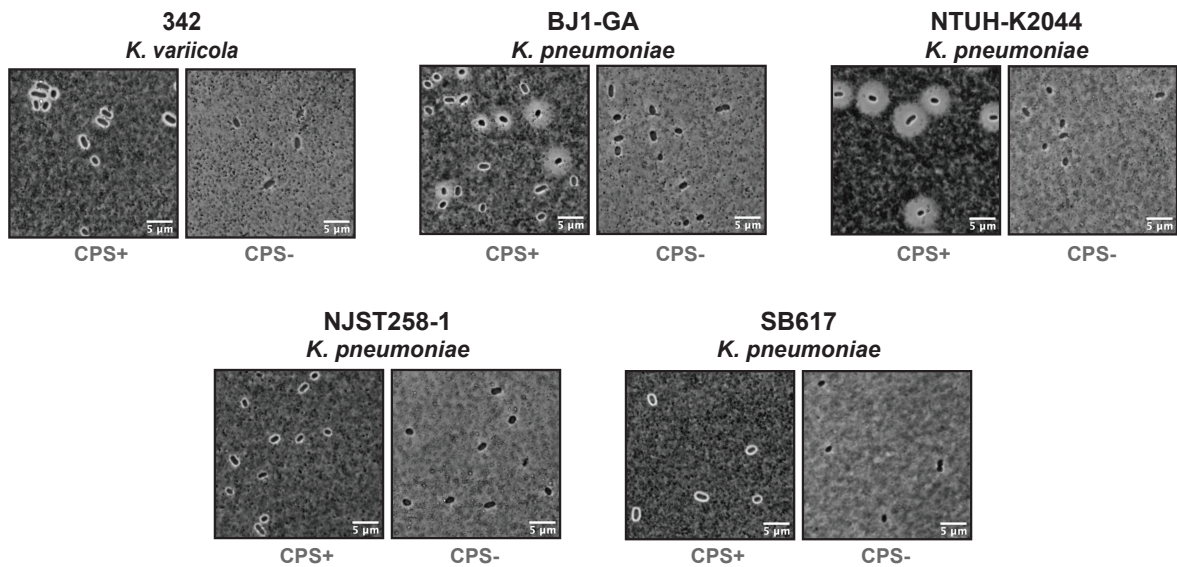 342
K. variicola
5 µm
5 µm
CPS+
CPS-
BJ1-GA
K. pneumoniae
5 µm
5 µm
CPS+
CPS-
NTUH-K2044
K. pneumoniae
5 µm
5 µm
CPS+
CPS-
NJST258-1
K. pneumoniae
5 µm
5 µm
CPS+
CPS-
SB617
K. pneumoniae
5 µm
5 µm
CPS+
CPS-